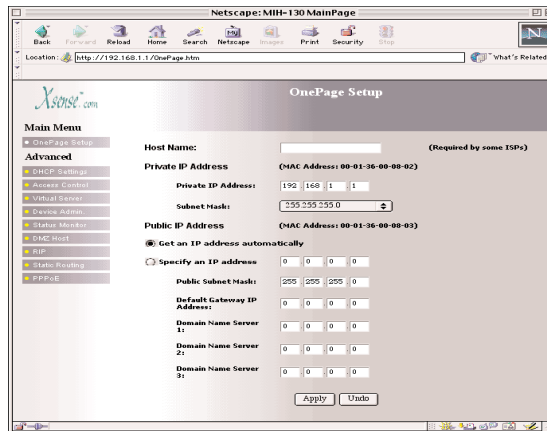 Netscape: MIH-130 MainPage
Back Forward Reload Home Search Netscape Images Print Security Stop
Location: http://192.168.1.1/OnePage.htm What's Related
N
Xsense.com
OnePage Setup
Main Menu
OnePage Setup
Advanced
DHCP Settings
Access Control
Virtual Server
Device Admin.
Status Monitor
DMZ Host
RIP
Static Routing
PPPoE
Host Name: (Required by some ISPs)
Private IP Address (MAC Address: 00-01-36-00-08-02)
Private IP Address: 192 . 168 . 1 . 1
Subnet Mask: 255.255.255.0
Public IP Address (MAC Address: 00-01-36-00-08-03)
Get an IP address automatically
Specify an IP address 0 . 0 . 0 . 0
Public Subnet Mask: 255 . 255 . 255 . 0
Default Gateway IP Address: 0 . 0 . 0 . 0
Domain Name Server 1: 0 . 0 . 0 . 0
Domain Name Server 2: 0 . 0 . 0 . 0
Domain Name Server 3: 0 . 0 . 0 . 0
Apply Undo